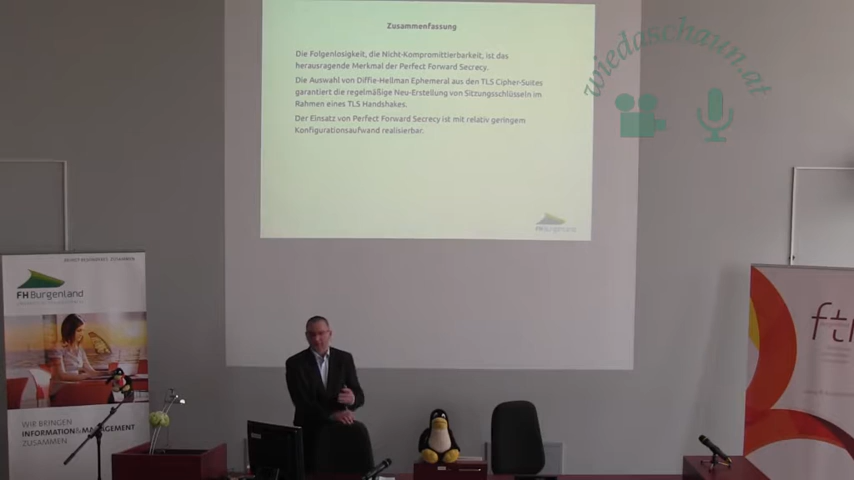 Zusammenfassung
Die Folgenlosigkeit, die Nicht-Kompromittierbarkeit, ist das
herausragende Merkmal der Perfect Forward Secrecy.
Die Auswahl von Diffie-Hellman Ephemeral aus den TLS Cipher-Suites
garantiert die regelmäßige Neu-Erstellung von Sitzungsschlüsseln im
Rahmen eines TLS Handshakes.
Der Einsatz von Perfect Forward Secrecy ist mit relativ geringem
Konfigurationsaufwand realisierbar.
FH Burgenland
wiedaschaun.at
FH Burgenland
WIR BRINGEN
INFORMATION & MANAGEMENT
ZUSAMMEN